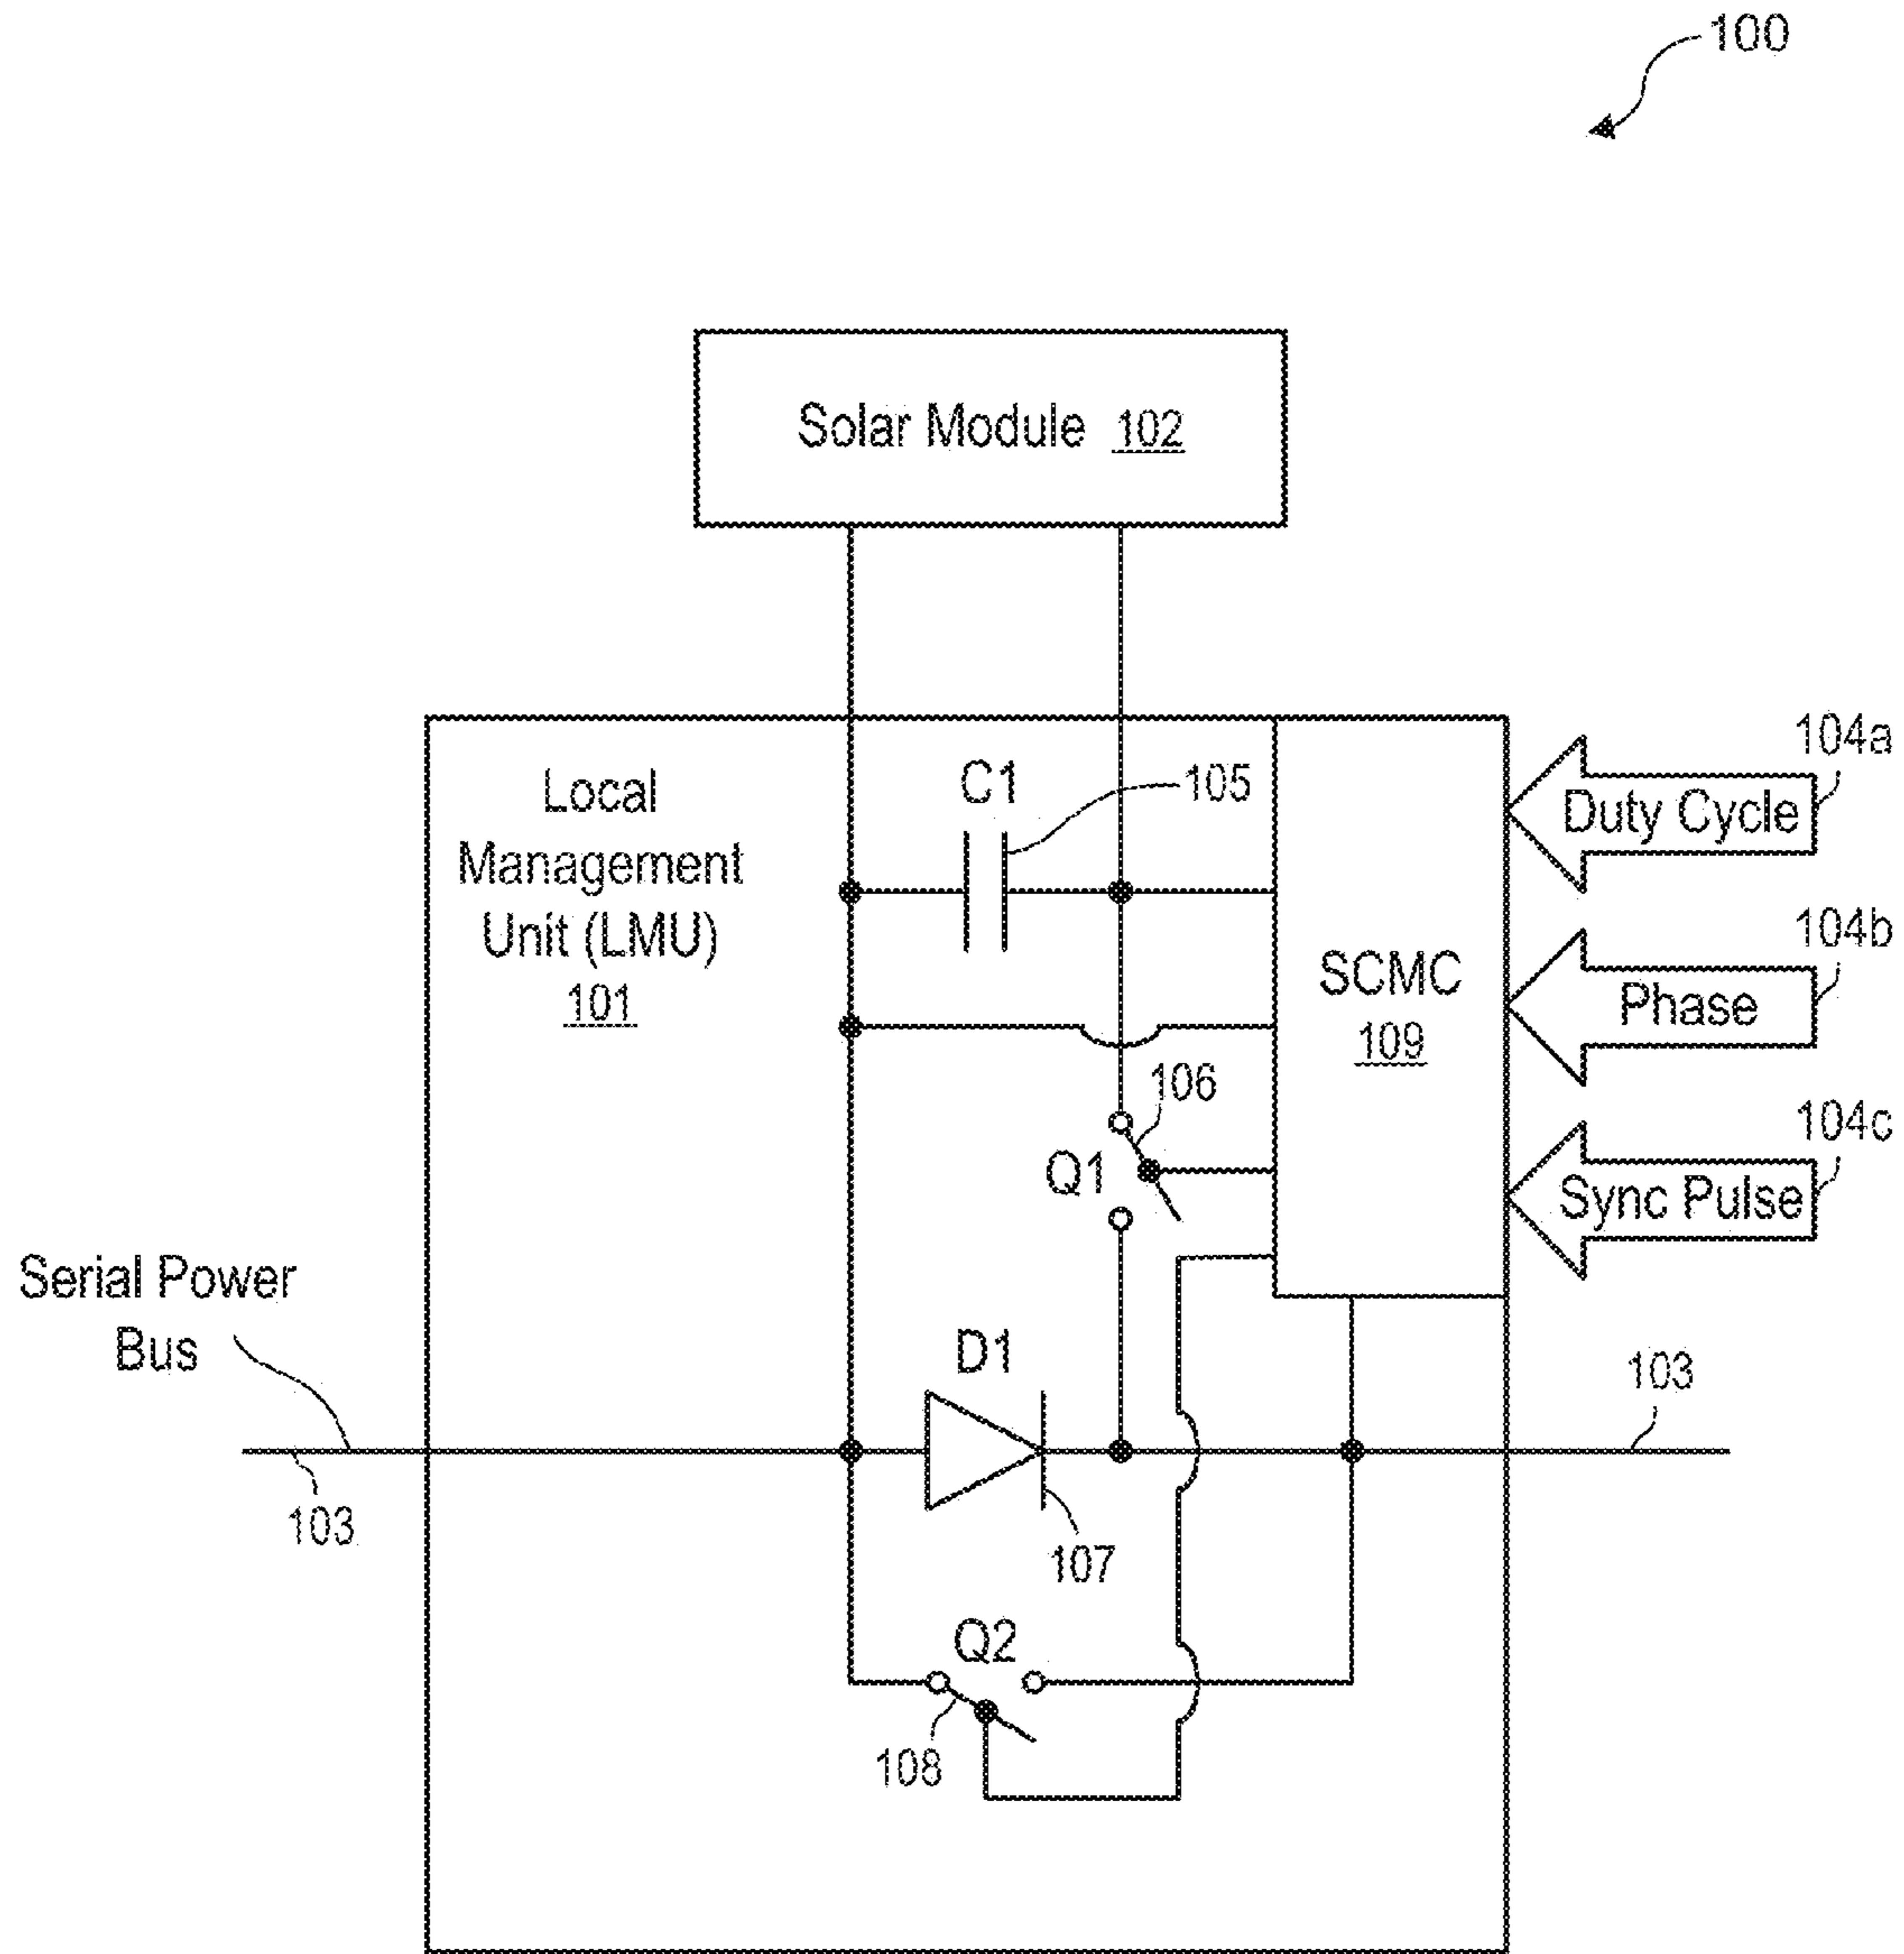 100
Solar Module 102
Local
Management
Unit (LMU)
101
C1
105
SCMC
109
104a
Duty Cycle
104b
Phase
104c
Sync Pulse
106
Q1
Serial Power
Bus
103
D1
107
103
Q2
108